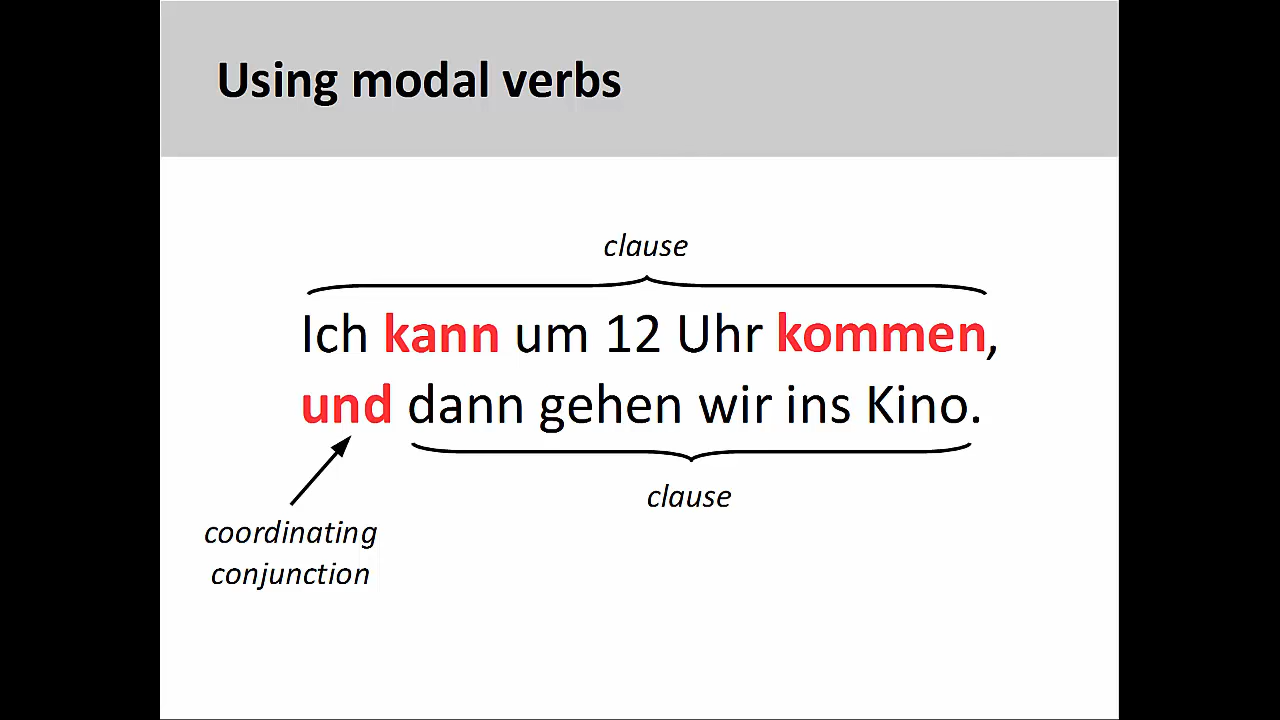 Using modal verbs
clause
Ich kann um 12 Uhr kommen,
und dann gehen wir ins Kino.
clause
coordinating
conjunction